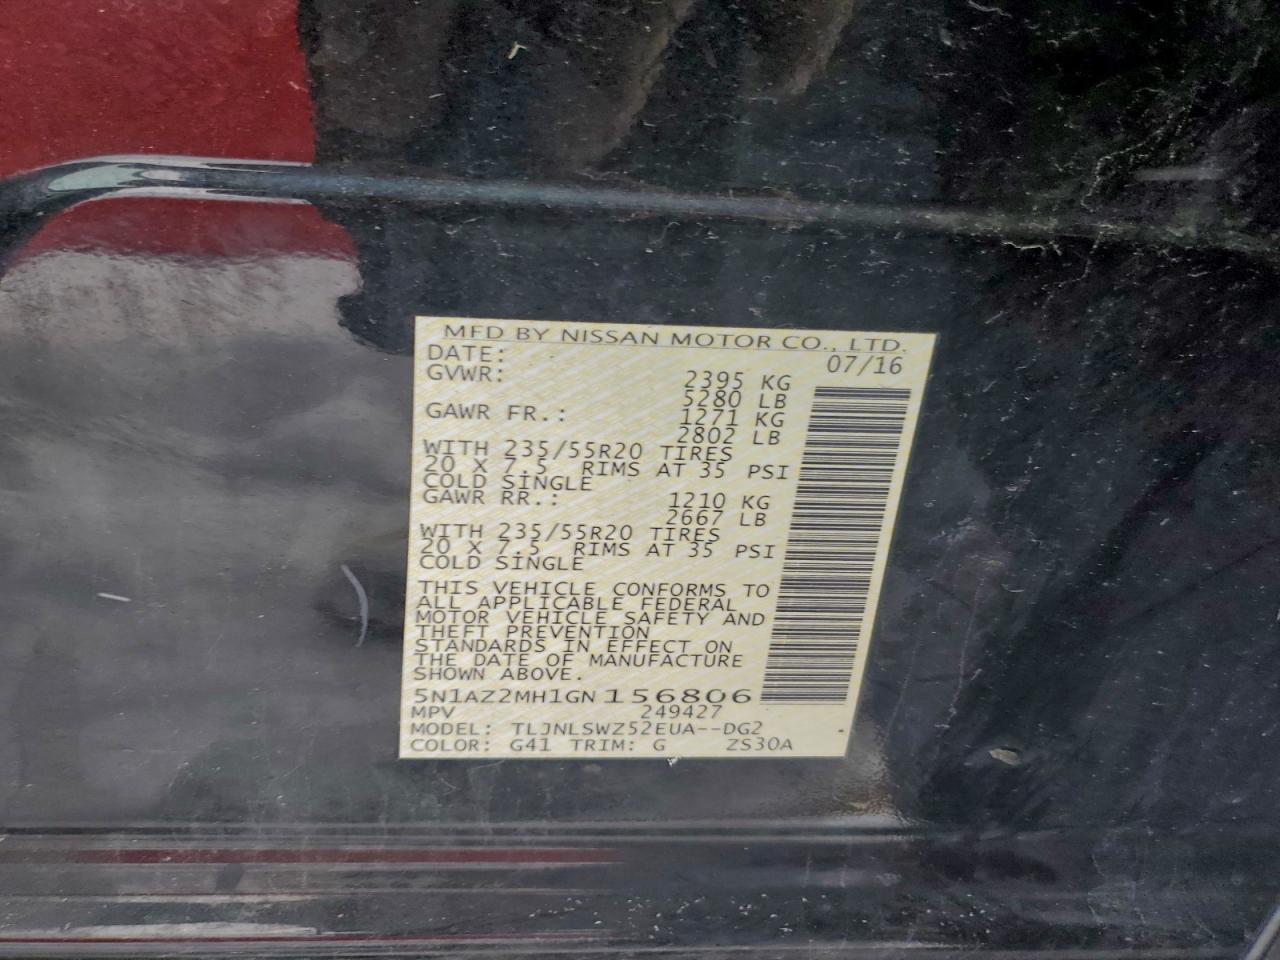 MFD BY NISSAN MOTOR CO., LTD.
DATE: 07/16
GVWR: 2395 KG
5280 LB
GAWR FR.: 1271 KG
2802 LB
WITH 235/55R20 TIRES
20 X 7.5 RIMS AT 35 PSI
COLD SINGLE
GAWR RR.: 1210 KG
2667 LB
WITH 235/55R20 TIRES
20 X 7.5 RIMS AT 35 PSI
COLD SINGLE
THIS VEHICLE CONFORMS TO
ALL APPLICABLE FEDERAL
MOTOR VEHICLE SAFETY AND
THEFT PREVENTION
STANDARDS IN EFFECT ON
THE DATE OF MANUFACTURE
SHOWN ABOVE.
5N1AZ2MH1GN156806
MPV 249427
MODEL: TLJNLSWZ52EUA--DG2
COLOR: G41 TRIM: G ZS30A